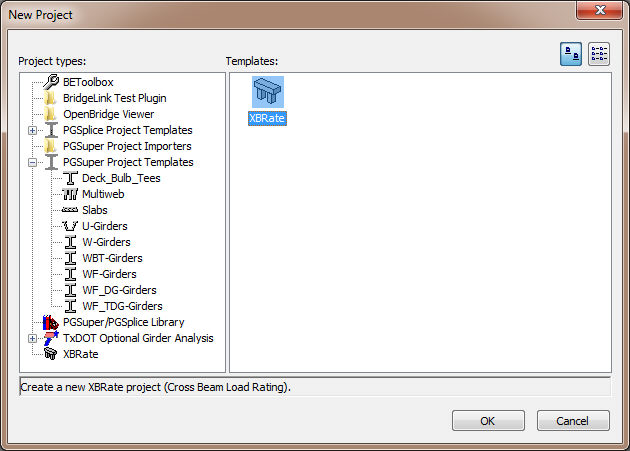 New Project
Project types:
Templates:
BEToolbox
BridgeLink Test Plugin
OpenBridge Viewer
PGSplice Project Templates
PGSuper Project Importers
PGSuper Project Templates
Deck_Bulb_Tees
Multiweb
Slabs
U-Girders
W-Girders
WBT-Girders
WF-Girders
WF_DG-Girders
WF_TDG-Girders
PGSuper/PGSplice Library
TxDOT Optional Girder Analysis
XBRate
XBRate
Create a new XBRate project (Cross Beam Load Rating).
OK
Cancel